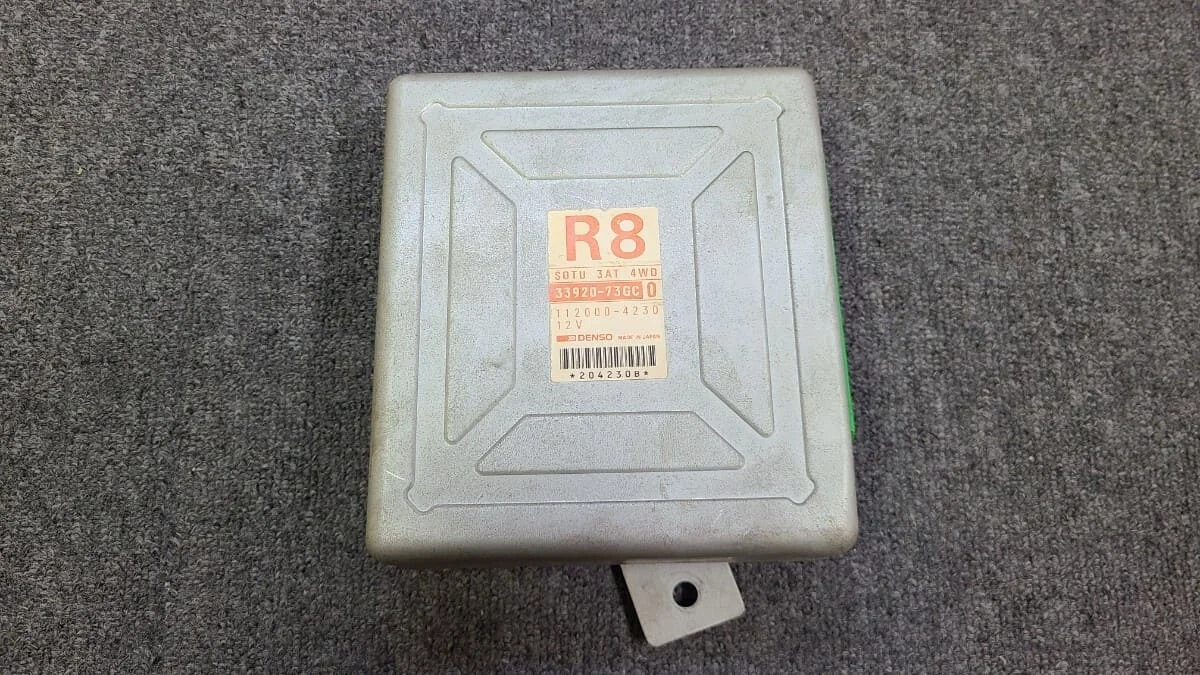 R8
SOTU 3AT 4WD
33920-73GC 0
112000-4230
12V
DENSO MADE IN JAPAN
*204230B*